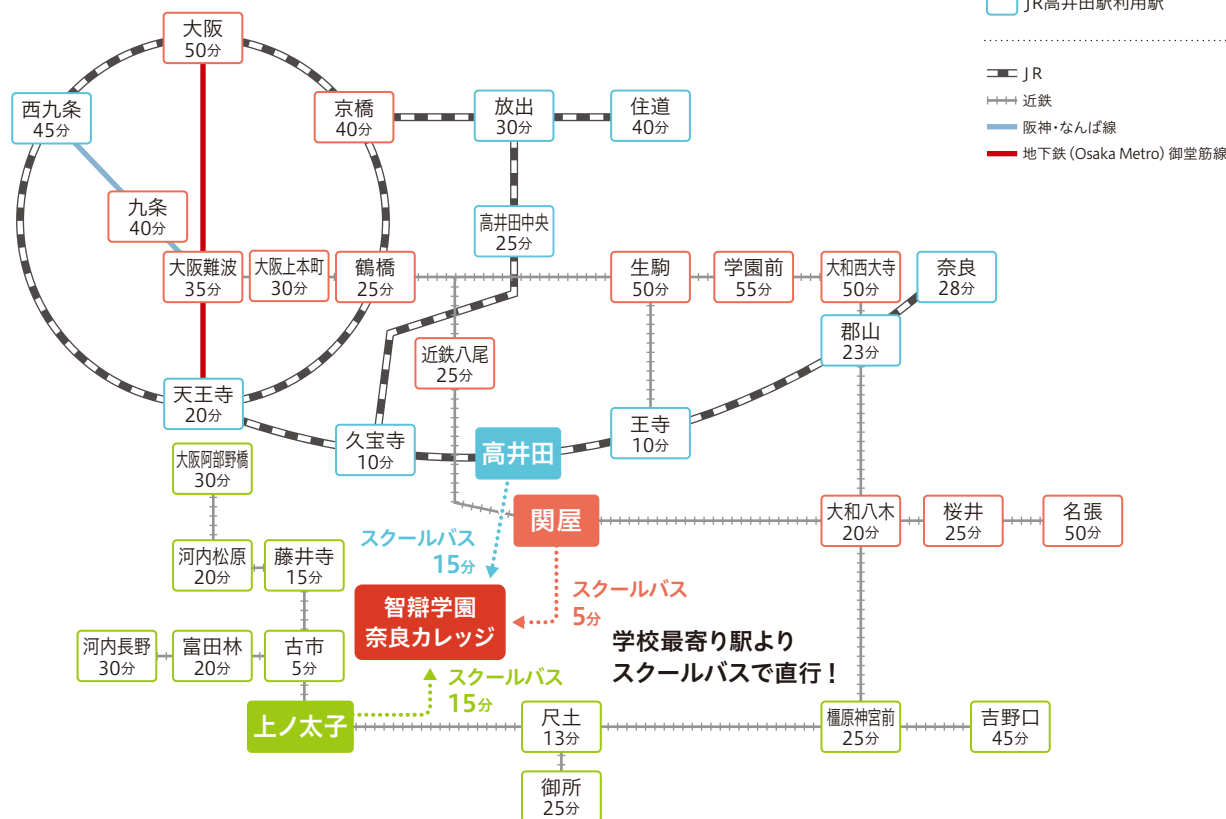 JR高井田駅利用駅
JR
近鉄
阪神・なんば線
地下鉄(Osaka Metro) 御堂筋線
大阪
50分
西九条
45分
京橋
40分
放出
30分
住道
40分
九条
40分
高井田中央
25分
大阪難波
35分
大阪上本町
30分
鶴橋
25分
生駒
50分
学園前
55分
大和西大寺
50分
奈良
28分
郡山
23分
近鉄八尾
25分
天王寺
20分
久宝寺
10分
高井田
王寺
10分
大阪阿部野橋
30分
関屋
大和八木
20分
桜井
25分
名張
50分
スクールバス
15分
河内松原
20分
藤井寺
15分
智辯学園
奈良カレッジ
スクールバス
5分
学校最寄り駅より
スクールバスで直行！
河内長野
30分
富田林
20分
古市
5分
スクールバス
15分
上ノ太子
尺土
13分
橿原神宮前
25分
吉野口
45分
御所
25分